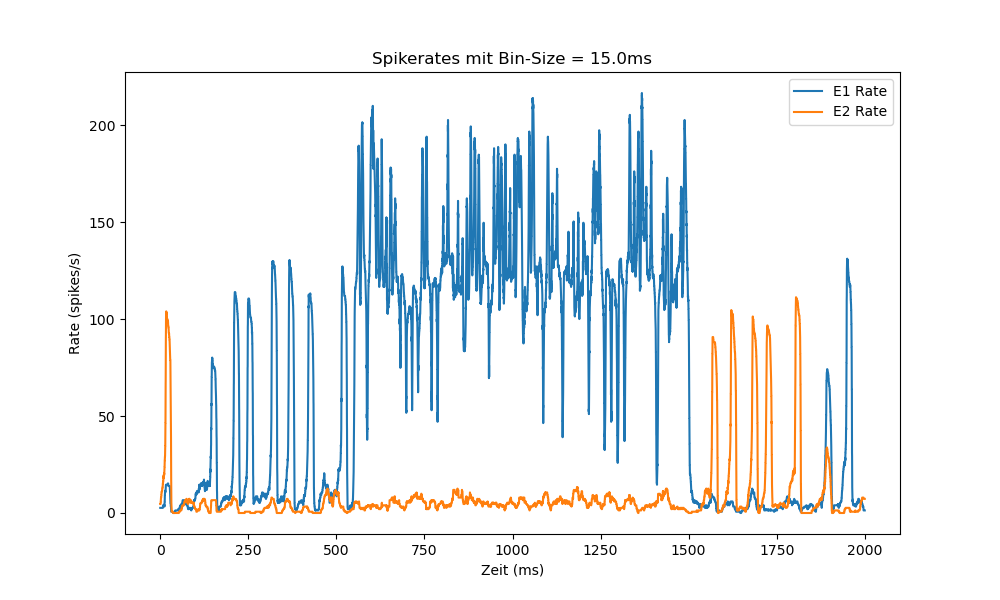 Spikerates mit Bin-Size = 15.0ms
E1 Rate
E2 Rate
Rate (spikes/s)
200
150
100
50
0
0 250 500 750 1000 1250 1500 1750 2000
Zeit (ms)